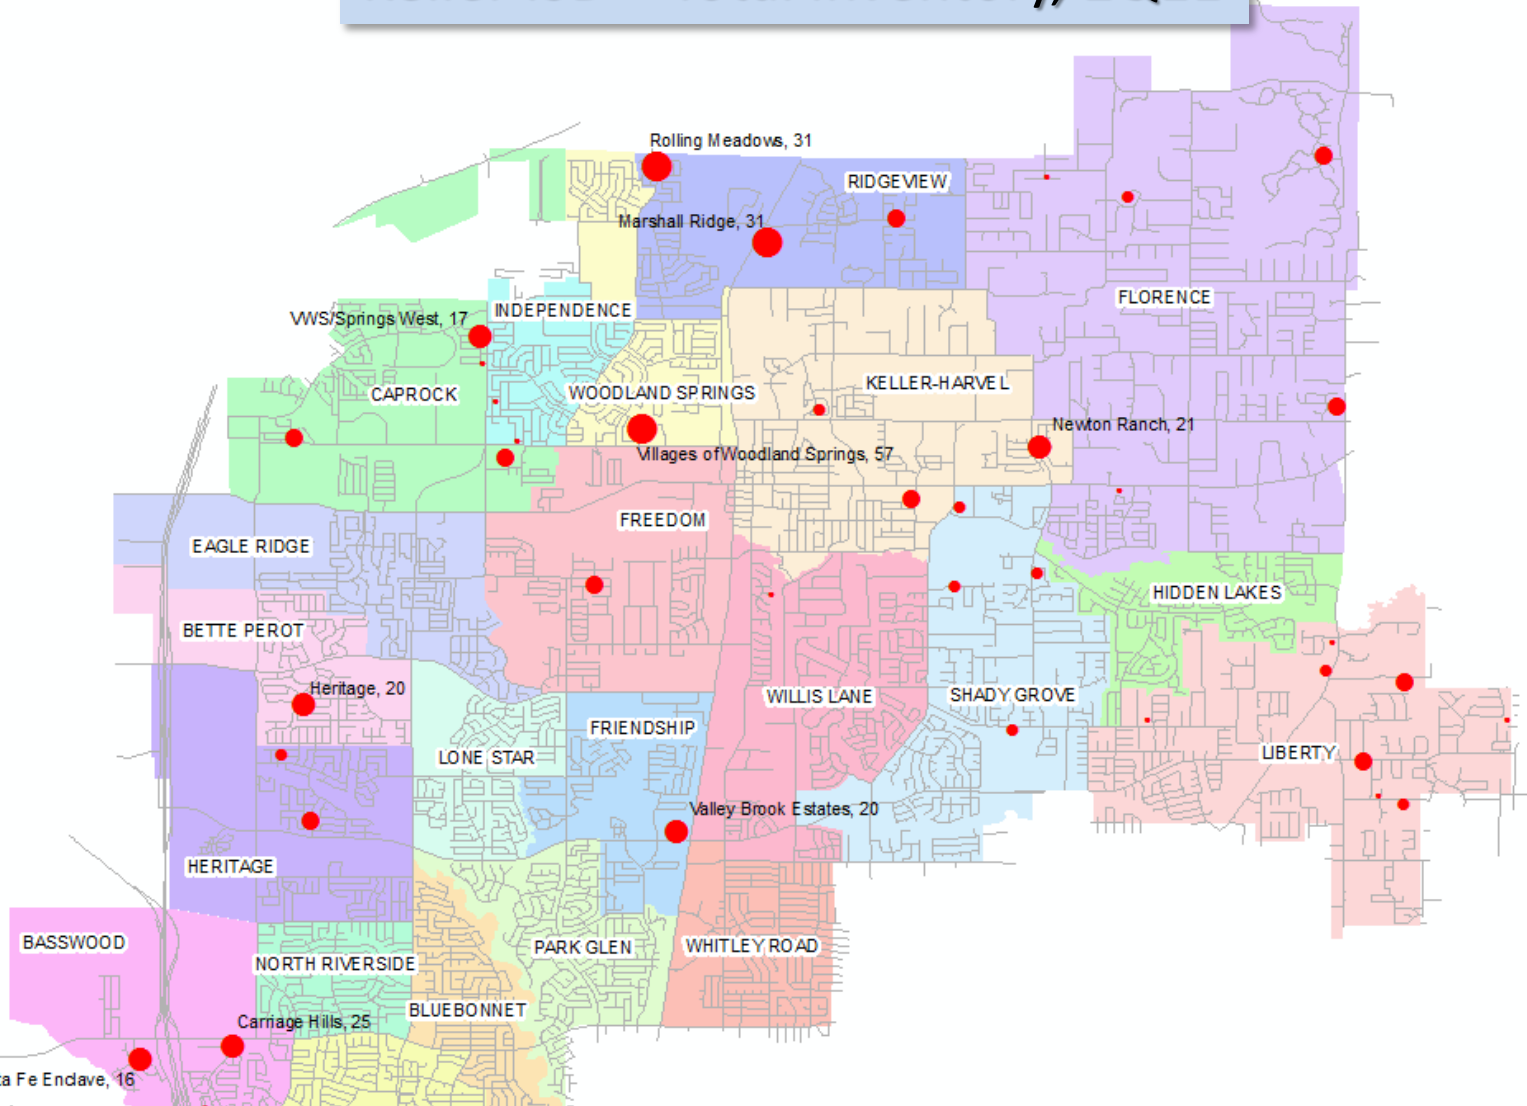 Rolling Meadows, 31
RIDGEVIEW
Marshall Ridge, 31
FLORENCE
INDEPENDENCE
VWS/Springs West, 17
KELLER-HARVEL
CAPROCK
WOODLAND SPRINGS
Newton Ranch, 21
Villages of Woodland Springs, 57
FREEDOM
EAGLE RIDGE
HIDDEN LAKES
BETTE PEROT
Heritage, 20
WILLIS LANE
SHADY GROVE
FRIENDSHIP
LIBERTY
LONE STAR
Valley Brook Estates, 20
HERITAGE
BASSWOOD
PARK GLEN
WHITLEY ROAD
NORTH RIVERSIDE
BLUEBONNET
Carriage Hills, 25
Fe Enclave, 16